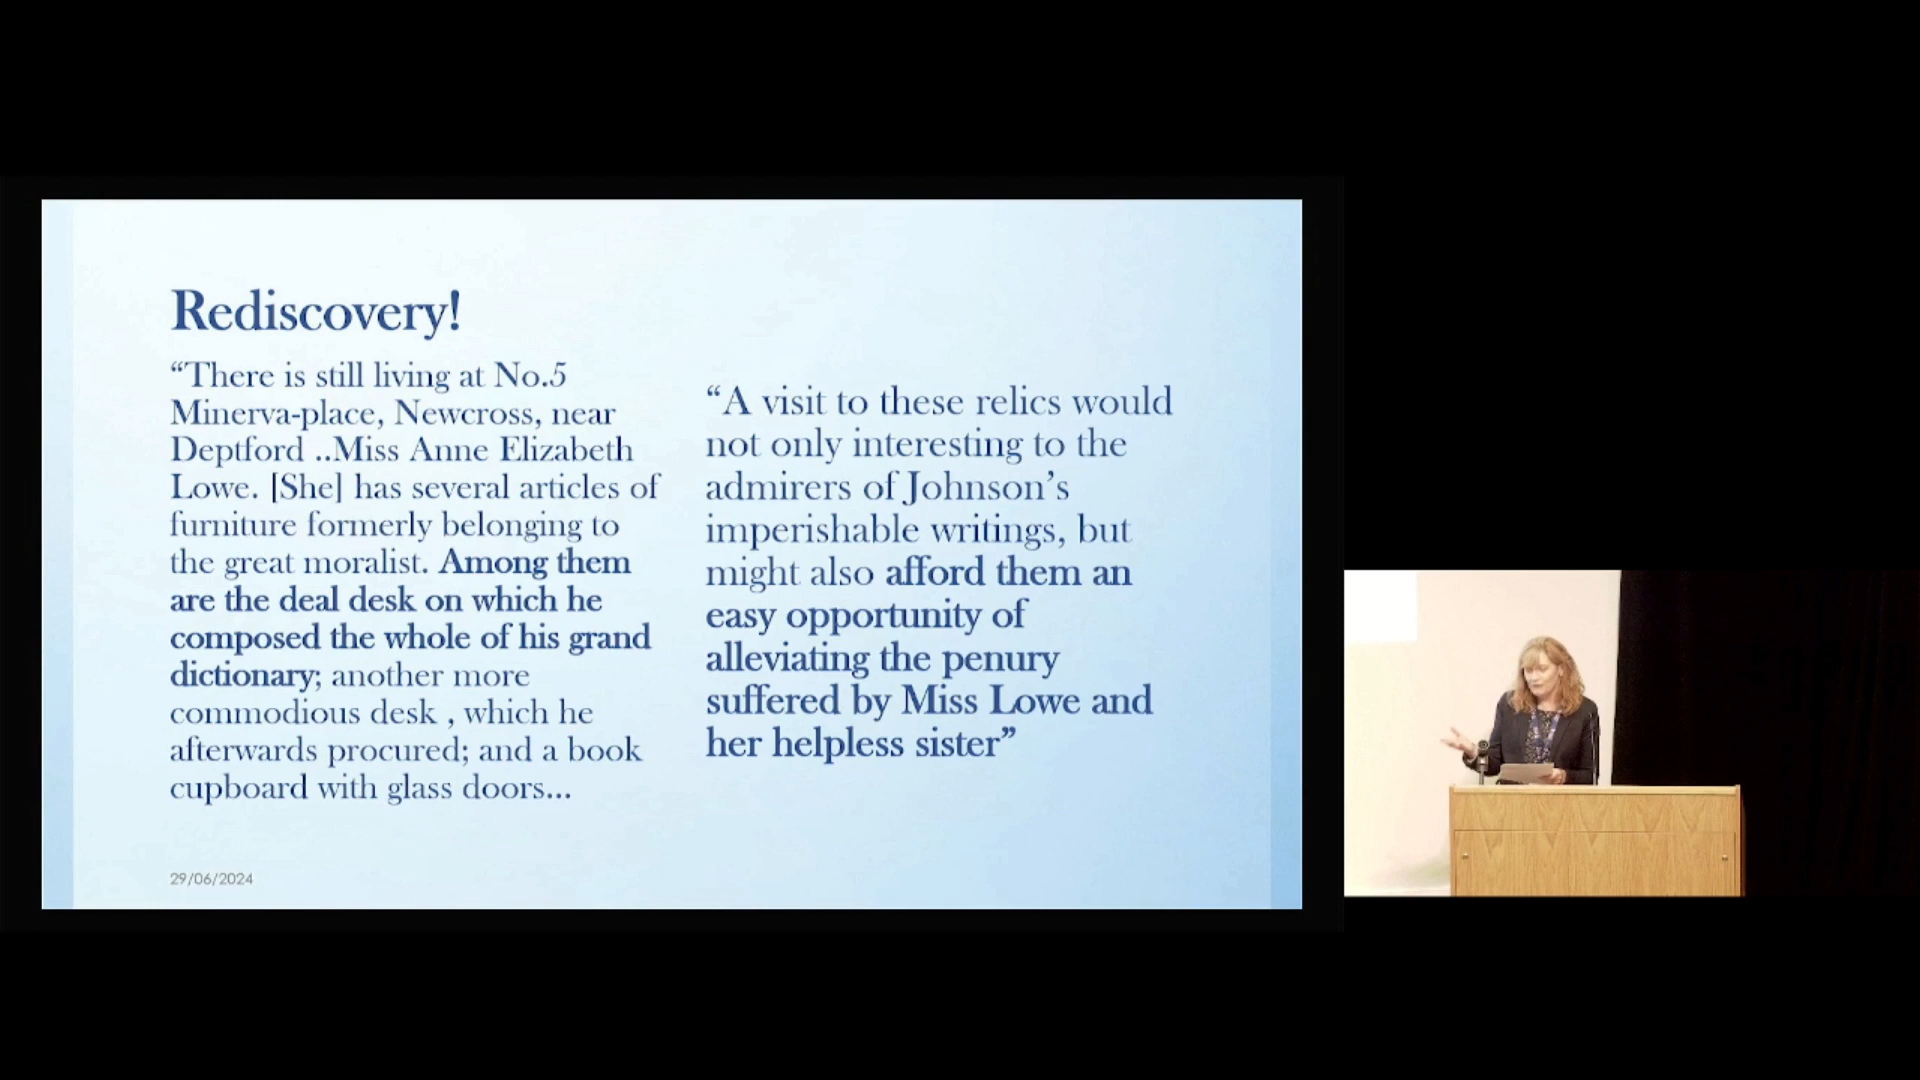 Rediscovery!
“There is still living at No.5
Minerva-place, Newcross, near
Deptford ..Miss Anne Elizabeth
Lowe. [She] has several articles of
furniture formerly belonging to
the great moralist. Among them
are the deal desk on which he
composed the whole of his grand
dictionary; another more
commodious desk , which he
afterwards procured; and a book
cupboard with glass doors...
“A visit to these relics would
not only interesting to the
admirers of Johnson’s
imperishable writings, but
might also afford them an
easy opportunity of
alleviating the penury
suffered by Miss Lowe and
her helpless sister”
29/06/2024